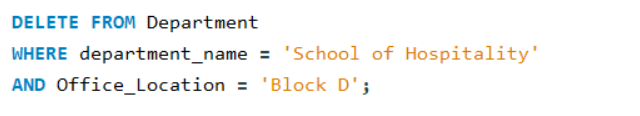 DELETE FROM Department
WHERE department_name = 'School of Hospitality'
AND Office_Location = 'Block D';